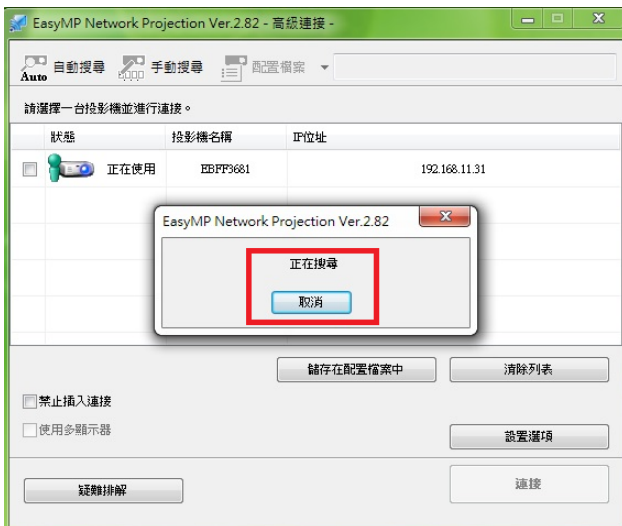 EasyMP Network Projection Ver.2.82 - 高級連接 -
Auto 自動搜尋 手動搜尋 配置檔案
請選擇一台投影機並進行連接。
狀態 投影機名稱 IP位址
正在使用 EBFF3681 192.168.11.31
EasyMP Network Projection Ver.2.82
正在搜尋
取消
儲存在配置檔案中 清除列表
禁止插入連接
使用多顯示器
設置選項
疑難排解 連接